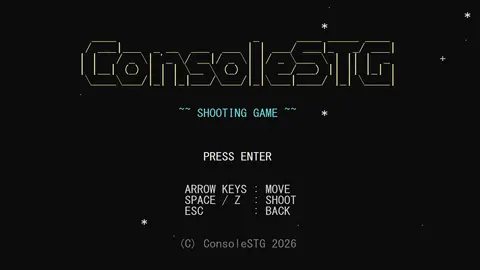 ConsoleSTG
~~ SHOOTING GAME ~~
PRESS ENTER
ARROW KEYS : MOVE
SPACE / Z : SHOOT
ESC : BACK
(C) ConsoleSTG 2026